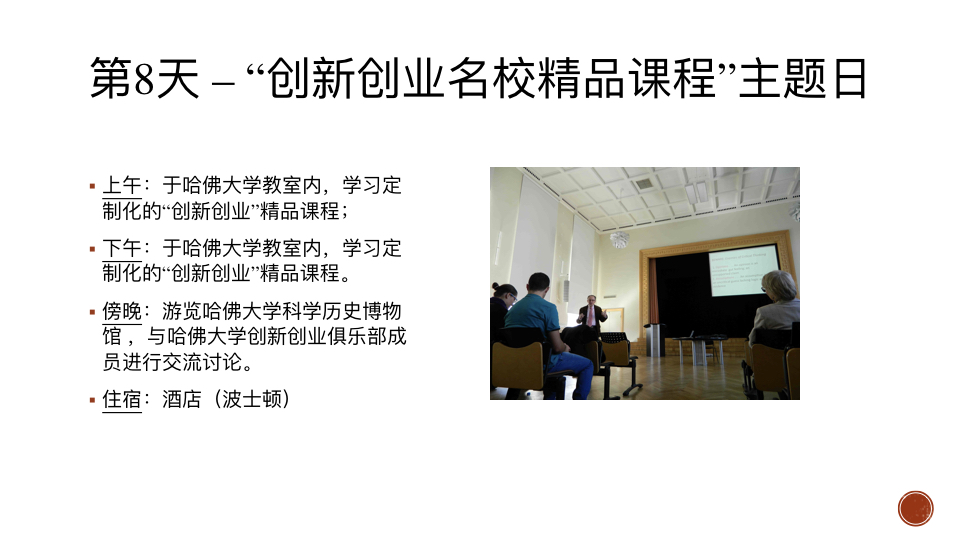 第8天 – “创新创业名校精品课程”主题日
▪ 上午：于哈佛大学教室内，学习定
制化的“创新创业”精品课程；
▪ 下午：于哈佛大学教室内，学习定
制化的“创新创业”精品课程。
▪ 傍晚：游览哈佛大学科学历史博物
馆 ，与哈佛大学创新创业俱乐部成
员进行交流讨论。
▪ 住宿：酒店（波士顿）